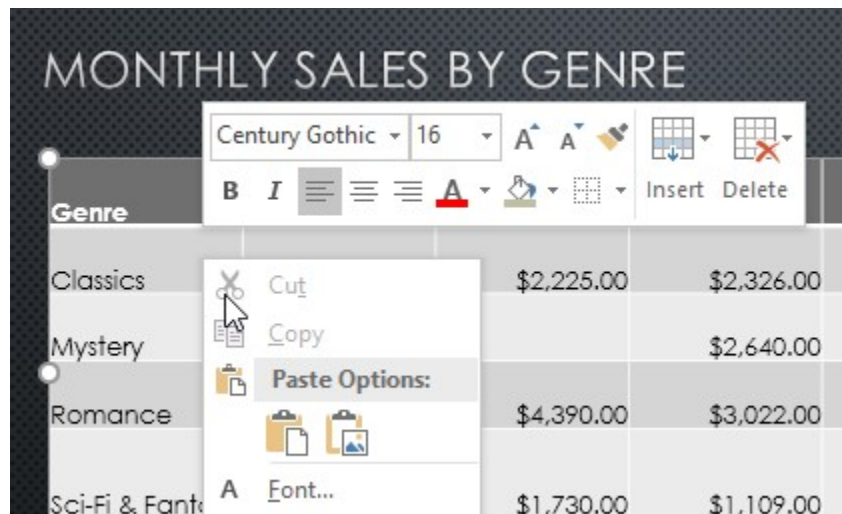 MONTHLY SALES BY GENRE
Century Gothic 16 A A
B I A Insert Delete
Genre
Classics $2,225.00 $2,326.00
Cut
Copy
Mystery $2,640.00
Paste Options:
Romance $4,390.00 $3,022.00
A Font...
Sci-Fi & $1,730.00 $1,109.00